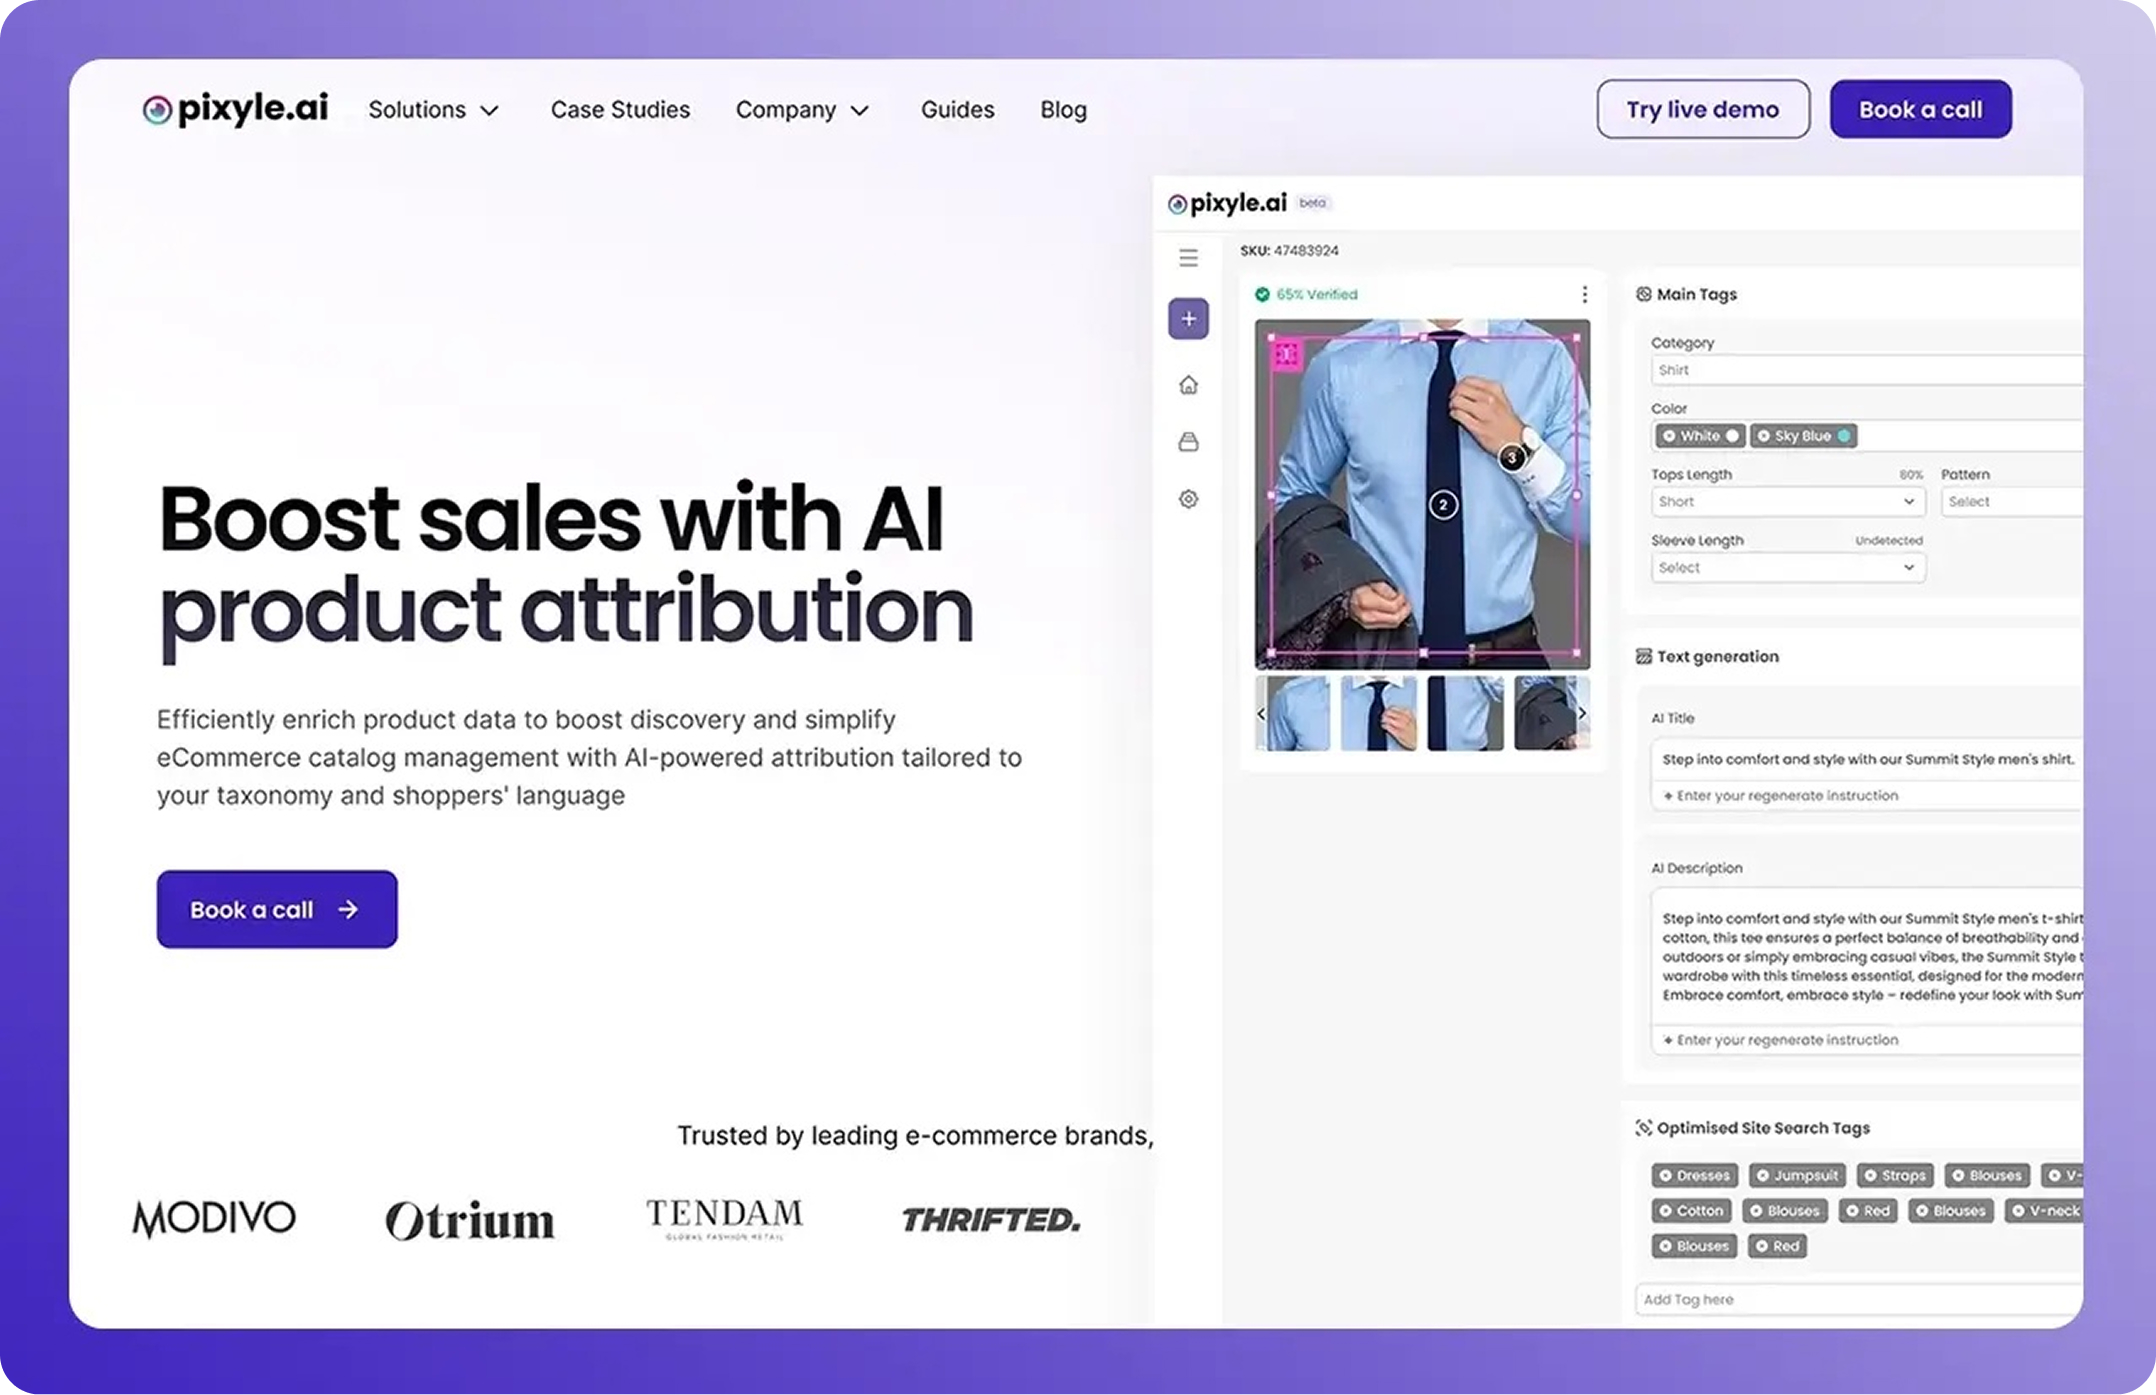 pixyle.ai Solutions Case Studies Company Guides Blog Try live demo Book a call
Boost sales with AI
product attribution
Efficiently enrich product data to boost discovery and simplify
eCommerce catalog management with AI-powered attribution tailored to
your taxonomy and shoppers' language
Book a call
Trusted by leading e-commerce brands,
MODIVO Otrium TENDAM THRIFTED.
GLOBAL FASHION RETAIL
pixyle.ai beta
SKU: 47483924
65% Verified
3
2
Main Tags
Category
Shirt
Color
White Sky Blue
Tops Length 80% Pattern
Short Select
Sleeve Length Undetected
Select
Text generation
AI Title
Step into comfort and style with our Summit Style men's shirt.
Enter your regenerate instruction
AI Description
Step into comfort and style with our Summit Style men's t-shirt
cotton, this tee ensures a perfect balance of breathability and
outdoors or simply embracing casual vibes, the Summit Style t
wardrobe with this timeless essential, designed for the modern
Embrace comfort, embrace style – redefine your look with Sum
Enter your regenerate instruction
Optimised Site Search Tags
Dresses Jumpsuit Straps Blouses V-
Cotton Blouses Red Blouses V-neck
Blouses Red
Add Tag here